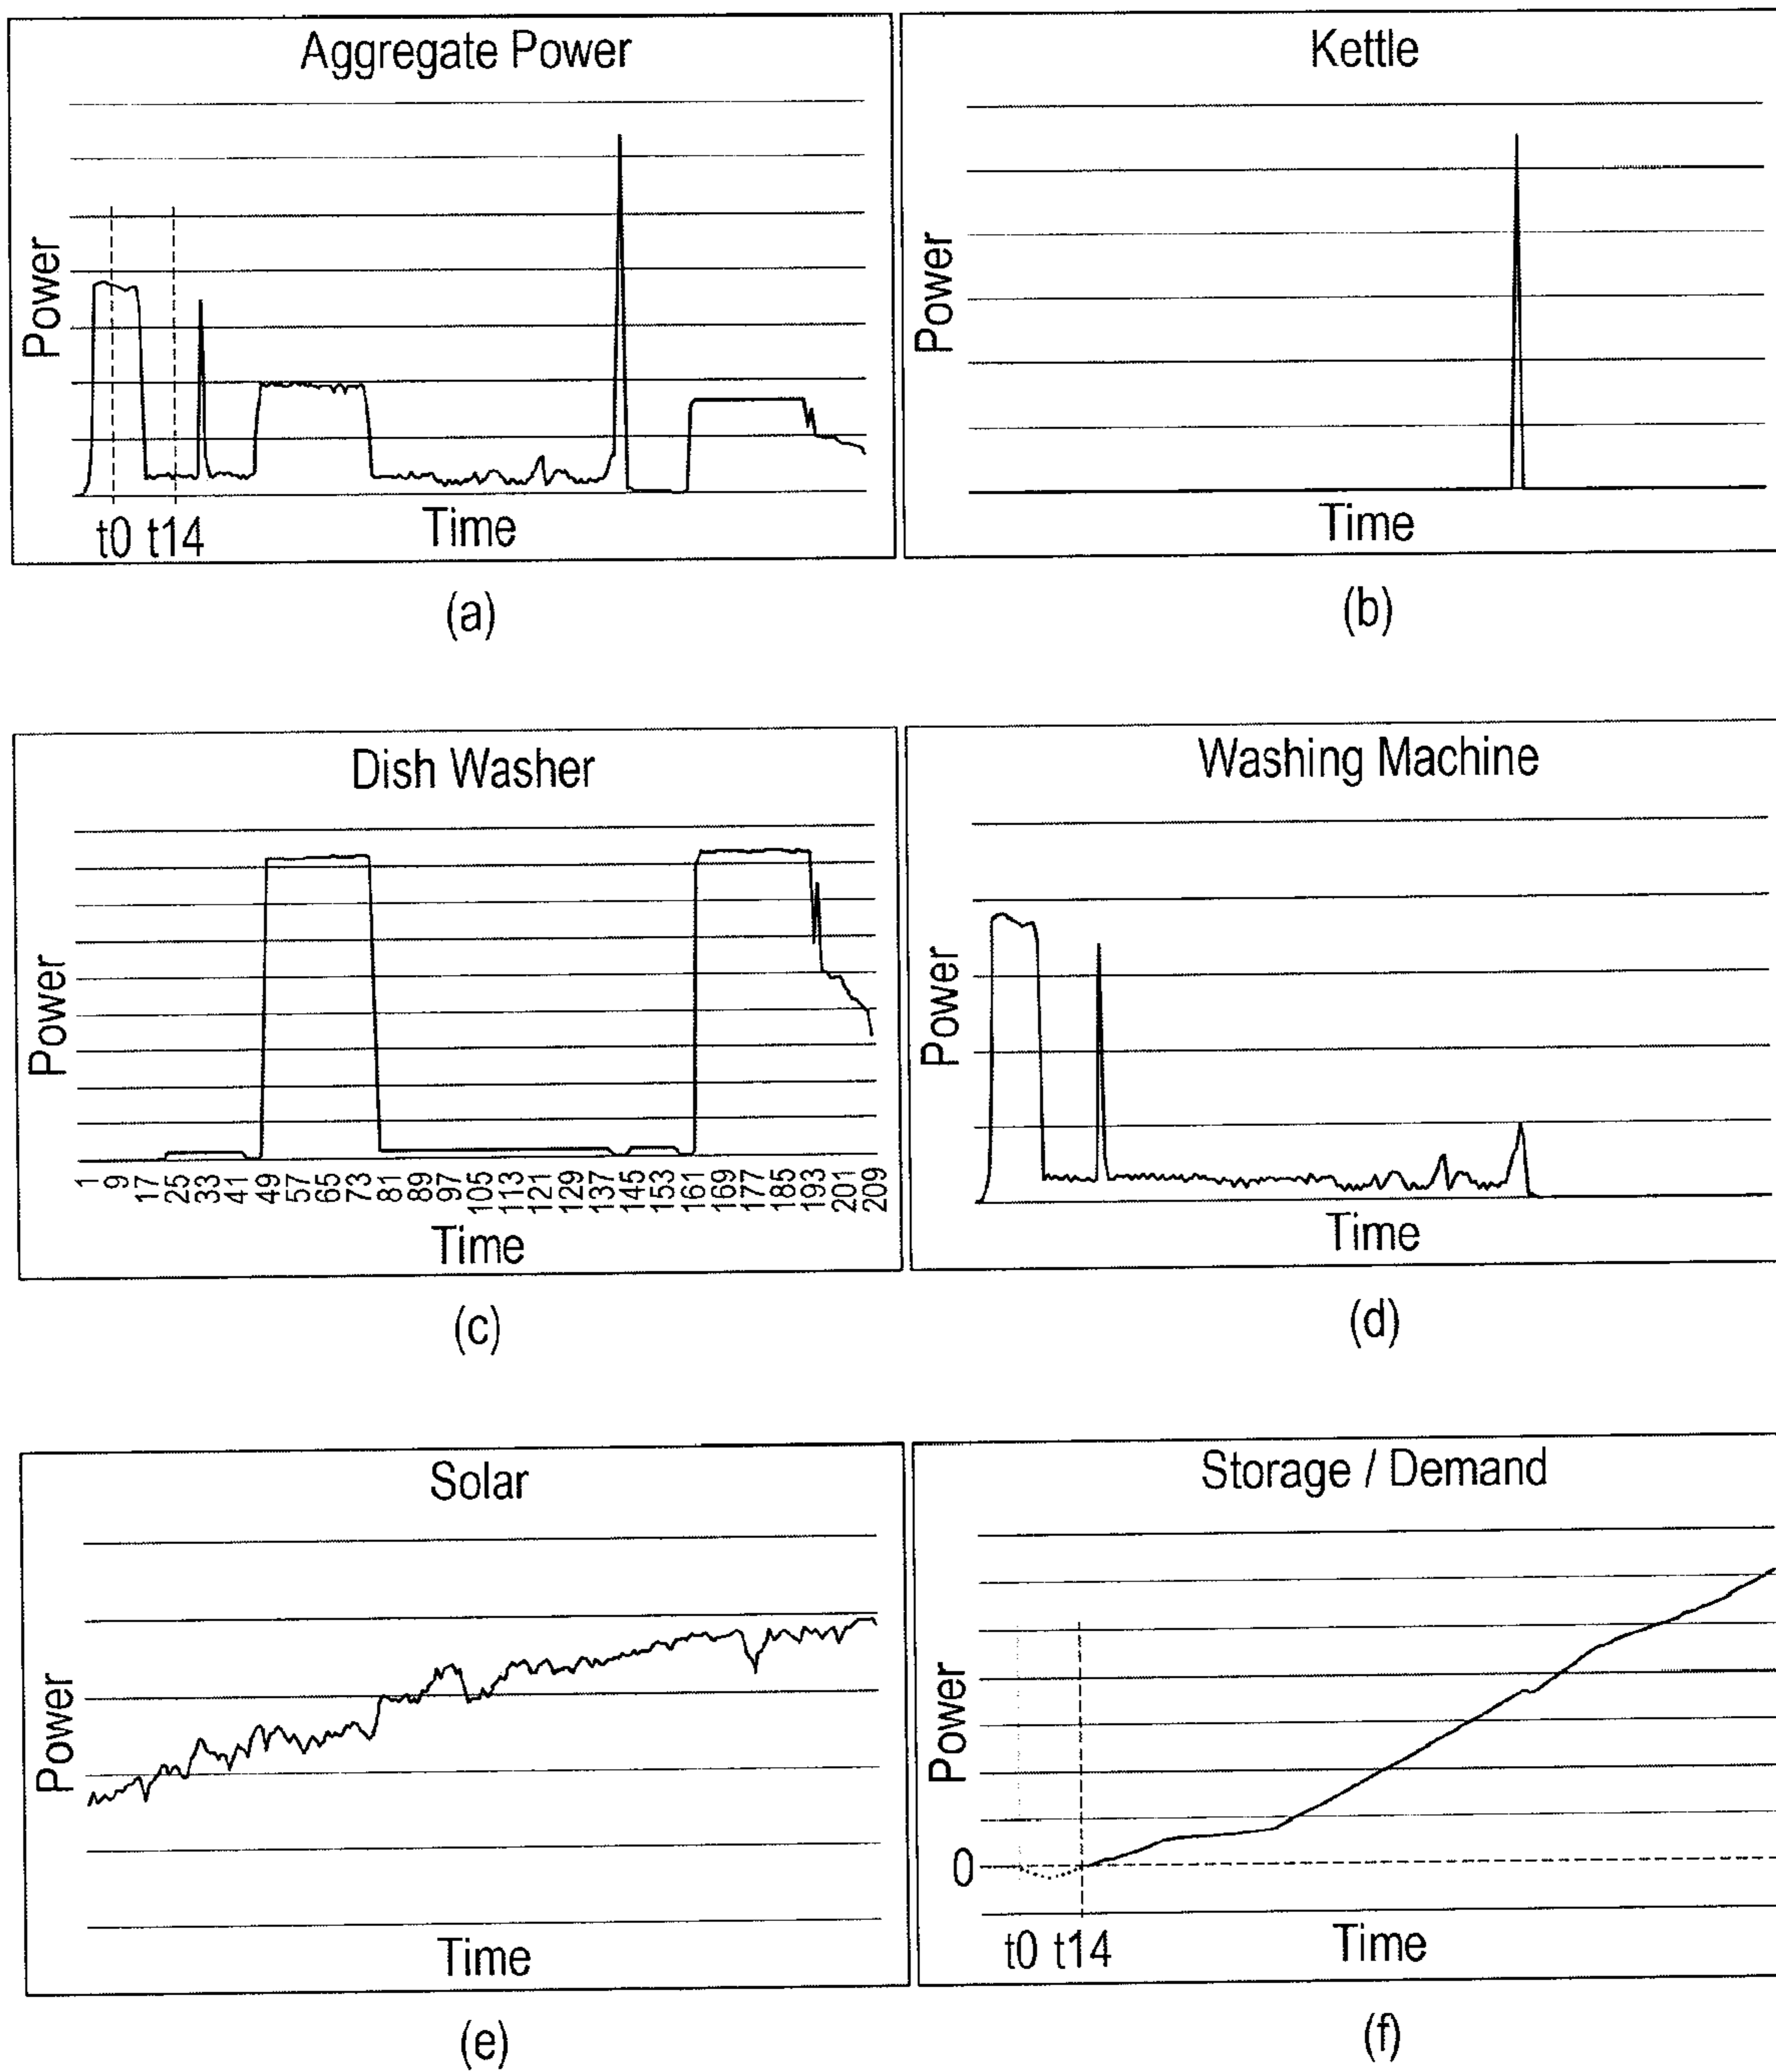 Aggregate Power
Power
t0 t14
Time
(a)
Kettle
Power
Time
(b)
Dish Washer
Power
1 9 17 25 33 41 49 57 65 73 81 89 97 105 113 121 129 137 145 153 161 169 177 185 193 201 209
Time
(c)
Washing Machine
Power
Time
(d)
Solar
Power
Time
(e)
Storage / Demand
Power
0
t0 t14
Time
(f)